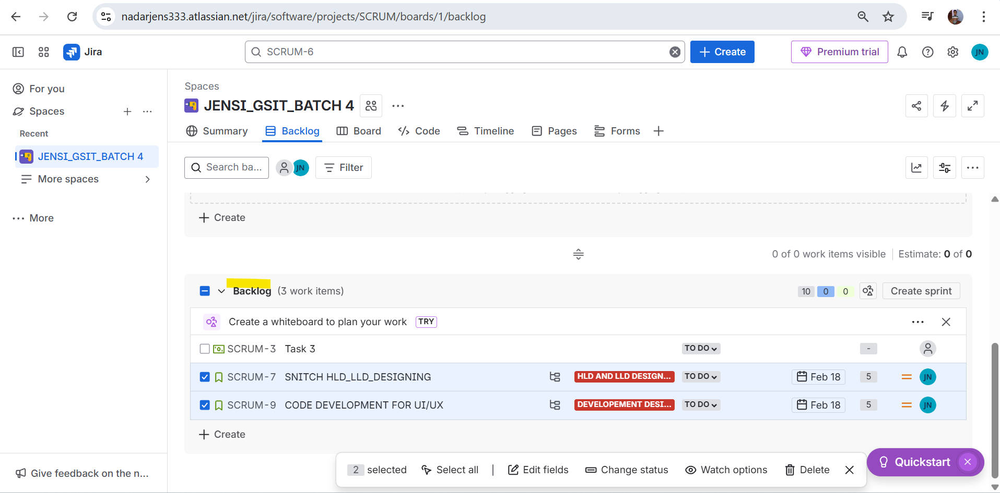 nadarjens333.atlassian.net/jira/software/projects/SCRUM/boards/1/backlog
Jira
SCRUM-6
Create
Premium trial
JN
For you
Spaces
Recent
JENSI_GSIT_BATCH 4
More spaces
More
Give feedback on the n...
Spaces
JENSI_GSIT_BATCH 4
Summary
Backlog
Board
Code
Timeline
Pages
Forms
Search ba...
JN
Filter
Create
0 of 0 work items visible
Estimate: 0 of 0
Backlog (3 work items)
10 0 0
Create sprint
Create a whiteboard to plan your work TRY
SCRUM-3 Task 3 TO DO -
SCRUM-7 SNITCH HLD_LLD_DESIGNING HLD AND LLD DESIGN... TO DO Feb 18 5 JN
SCRUM-9 CODE DEVELOPMENT FOR UI/UX DEVELOPEMENT DESI... TO DO Feb 18 5 JN
Create
2 selected Select all Edit fields Change status Watch options Delete
Quickstart